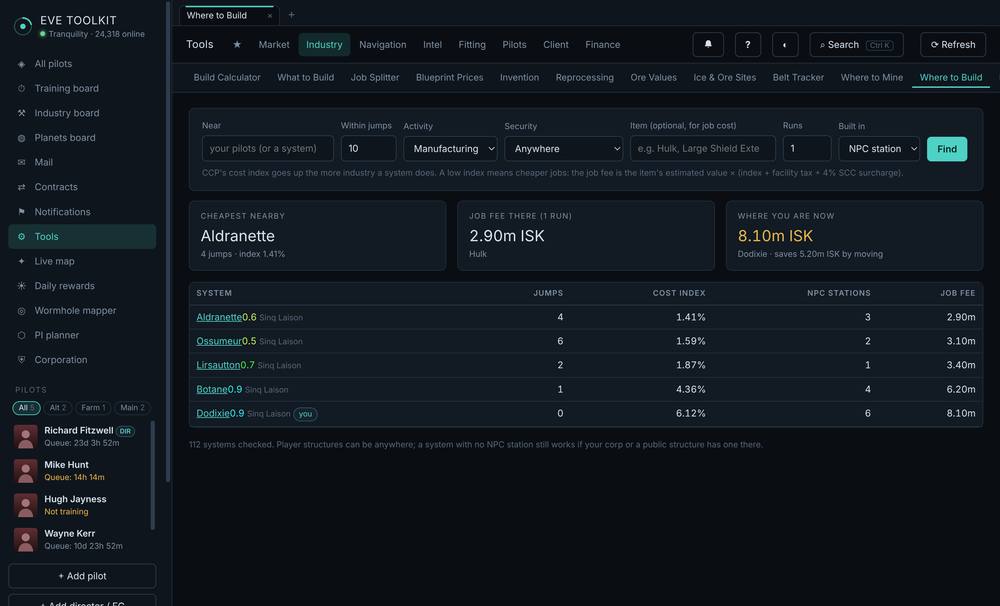 EVE TOOLKIT
Tranquility · 24,318 online
All pilots
Training board
Industry board
Planets board
Mail
Contracts
Notifications
Tools
Live map
Daily rewards
Wormhole mapper
PI planner
Corporation
PILOTS
All 5 Alt 2 Farm 1 Main 2
Richard Fitzwell DIR
Queue: 23d 3h 52m
Mike Hunt
Queue: 14h 14m
Hugh Jayness
Not training
Wayne Kerr
Queue: 10d 23h 52m
+ Add pilot
+ Add director / FC
Where to Build × +
Tools ★ Market Industry Navigation Intel Fitting Pilots Client Finance ? Search Ctrl K Refresh
Build Calculator What to Build Job Splitter Blueprint Prices Invention Reprocessing Ore Values Ice & Ore Sites Belt Tracker Where to Mine Where to Build
Near Within jumps Activity Security Item (optional, for job cost) Runs Built in
your pilots (or a system) 10 Manufacturing Anywhere e.g. Hulk, Large Shield Exte 1 NPC station Find
CCP's cost index goes up the more industry a system does. A low index means cheaper jobs: the job fee is the item's estimated value × (index + facility tax + 4% SCC surcharge).
CHEAPEST NEARBY
Aldranette
4 jumps · index 1.41%
JOB FEE THERE (1 RUN)
2.90m ISK
Hulk
WHERE YOU ARE NOW
8.10m ISK
Dodixie · saves 5.20m ISK by moving
SYSTEM JUMPS COST INDEX NPC STATIONS JOB FEE
Aldranette0.6 Sinq Laison 4 1.41% 3 2.90m
Ossumeur0.5 Sinq Laison 6 1.59% 2 3.10m
Lirsautton0.7 Sinq Laison 2 1.87% 1 3.40m
Botane0.9 Sinq Laison 1 4.36% 4 6.20m
Dodixie0.9 Sinq Laison you 0 6.12% 6 8.10m
112 systems checked. Player structures can be anywhere; a system with no NPC station still works if your corp or a public structure has one there.